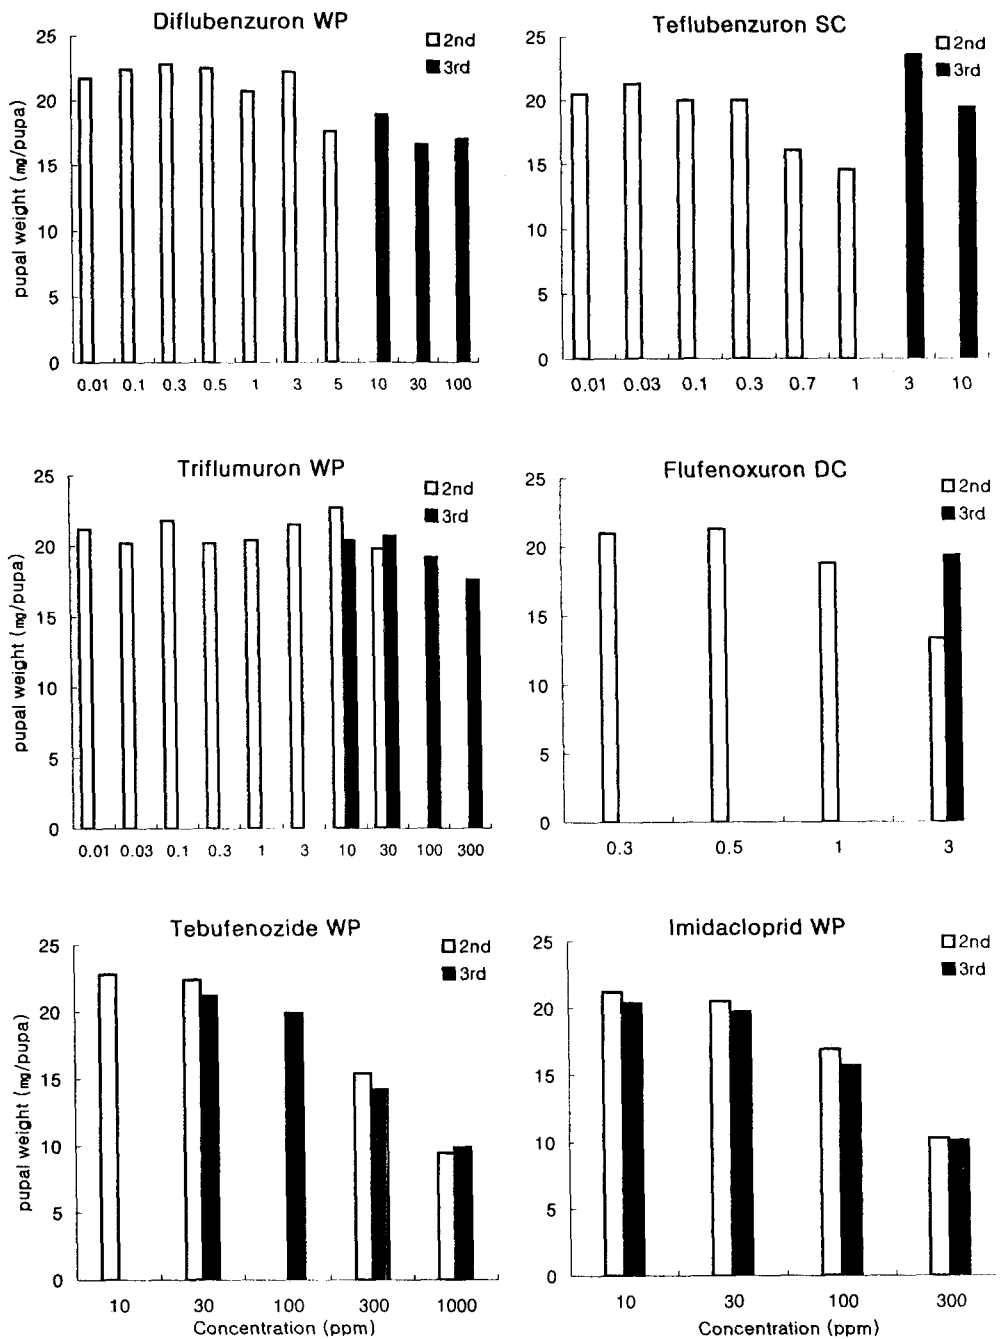 Diflubenzuron WP
25
20
15
10
5
0
pupal weight (mg/pupa)
2nd
3rd
0.01 0.1 0.3 0.5 1 3 5 10 30 100
Teflubenzuron SC
25
20
15
10
5
0
2nd
3rd
0.01 0.03 0.1 0.3 0.7 1 3 10
Triflumuron WP
25
20
15
10
5
0
pupal weight (mg/pupa)
2nd
3rd
0.01 0.03 0.1 0.3 1 3 10 30 100 300
Flufenoxuron DC
25
20
15
10
5
0
2nd
3rd
0.3 0.5 1 3
Tebufenozide WP
25
20
15
10
5
0
pupal weight (mg/pupa)
2nd
3rd
10 30 100 300 1000
Concentration (ppm)
Imidacloprid WP
25
20
15
10
5
0
2nd
3rd
10 30 100 300
Concentration (ppm)